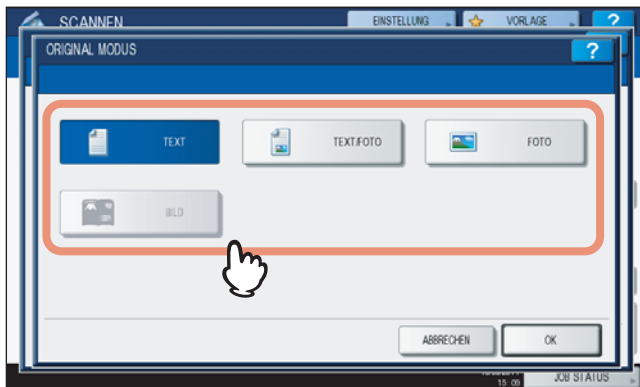 SCANNEN EINSTELLUNG VORLAGE ?
ORIGINAL MODUS ?
TEXT TEXT/FOTO FOTO
BILD
ABBRECHEN OK
15:09 JOB STATUS